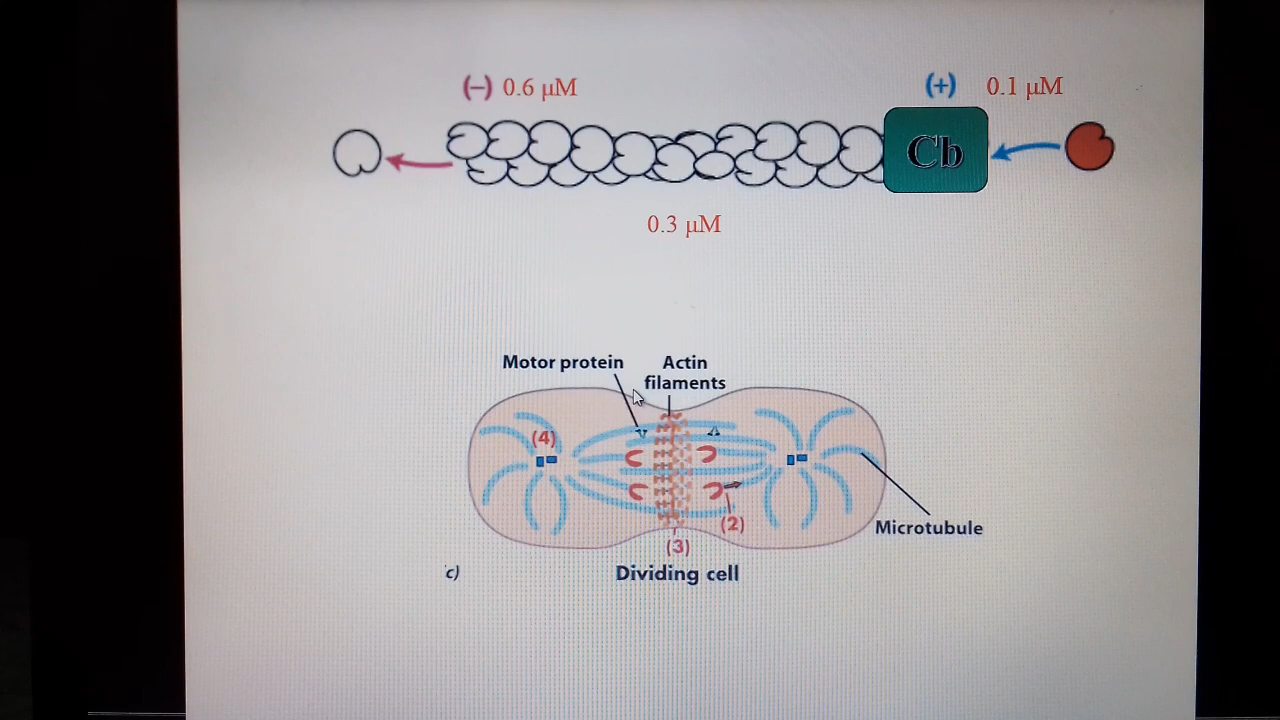 (−) 0.6 μM
(+) 0.1 μM
Cb
0.3 μM
Motor protein
Actin
filaments
(4)
(2)
Microtubule
(3)
c)
Dividing cell